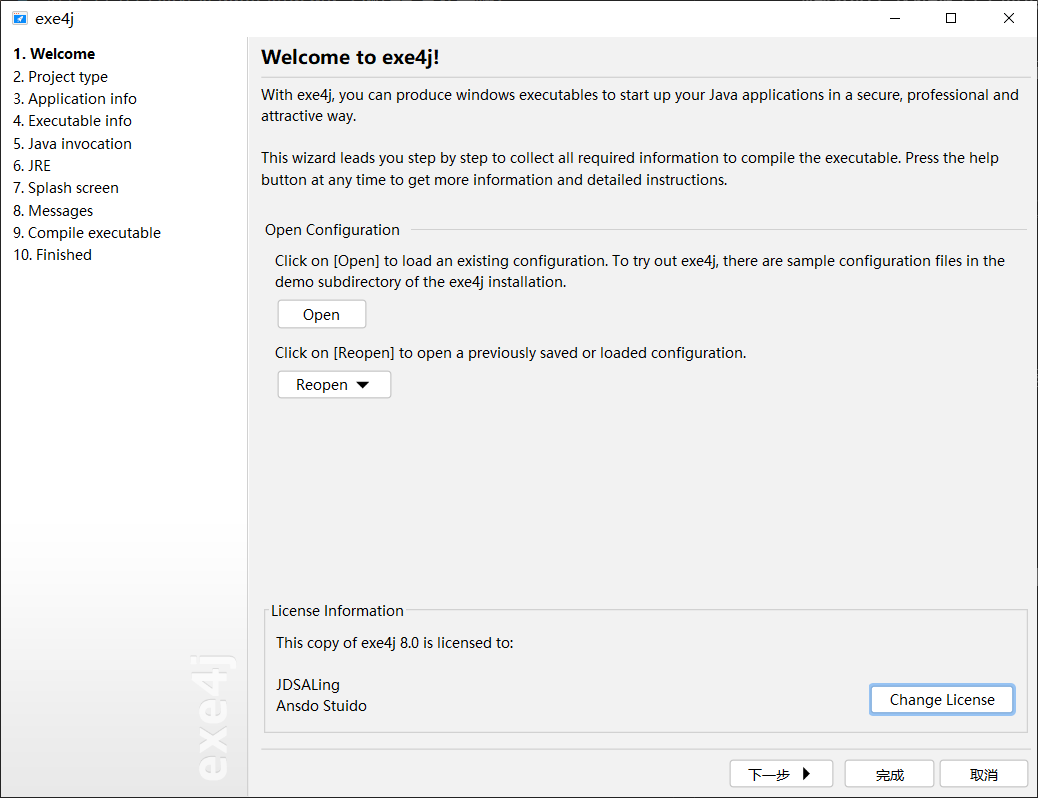 exe4j
1. Welcome
2. Project type
3. Application info
4. Executable info
5. Java invocation
6. JRE
7. Splash screen
8. Messages
9. Compile executable
10. Finished
exe4j
Welcome to exe4j!
With exe4j, you can produce windows executables to start up your Java applications in a secure, professional and
attractive way.
This wizard leads you step by step to collect all required information to compile the executable. Press the help
button at any time to get more information and detailed instructions.
Open Configuration
Click on [Open] to load an existing configuration. To try out exe4j, there are sample configuration files in the
demo subdirectory of the exe4j installation.
Open
Click on [Reopen] to open a previously saved or loaded configuration.
Reopen
License Information
This copy of exe4j 8.0 is licensed to:
JDSALing
Ansdo Stuido
Change License
下一步
完成
取消